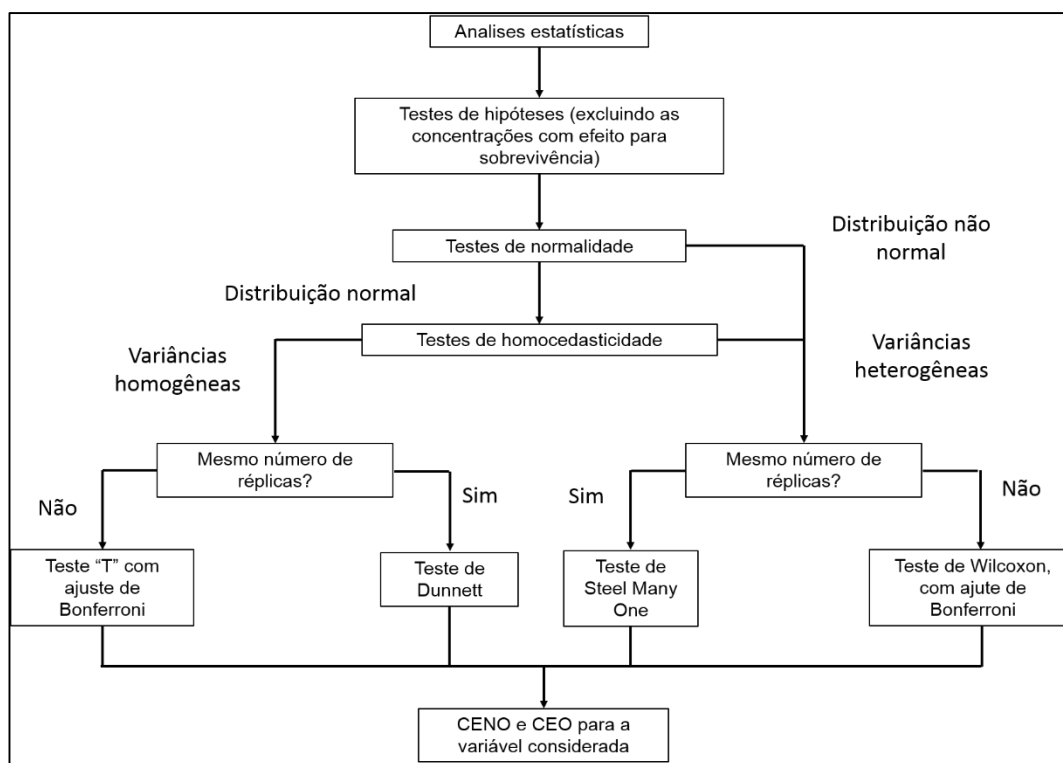 Analises estatísticas
Testes de hipóteses (excluindo as
concentrações com efeito para
sobrevivência)
Testes de normalidade
Distribuição não
normal
Distribuição normal
Testes de homocedasticidade
Variâncias
homogêneas
Variâncias
heterogêneas
Mesmo número de
réplicas?
Mesmo número de
réplicas?
Não
Sim
Sim
Não
Teste “T” com
ajuste de
Bonferroni
Teste de
Dunnett
Teste de
Steel Many
One
Teste de Wilcoxon,
com ajute de
Bonferroni
CENO e CEO para a
variável considerada